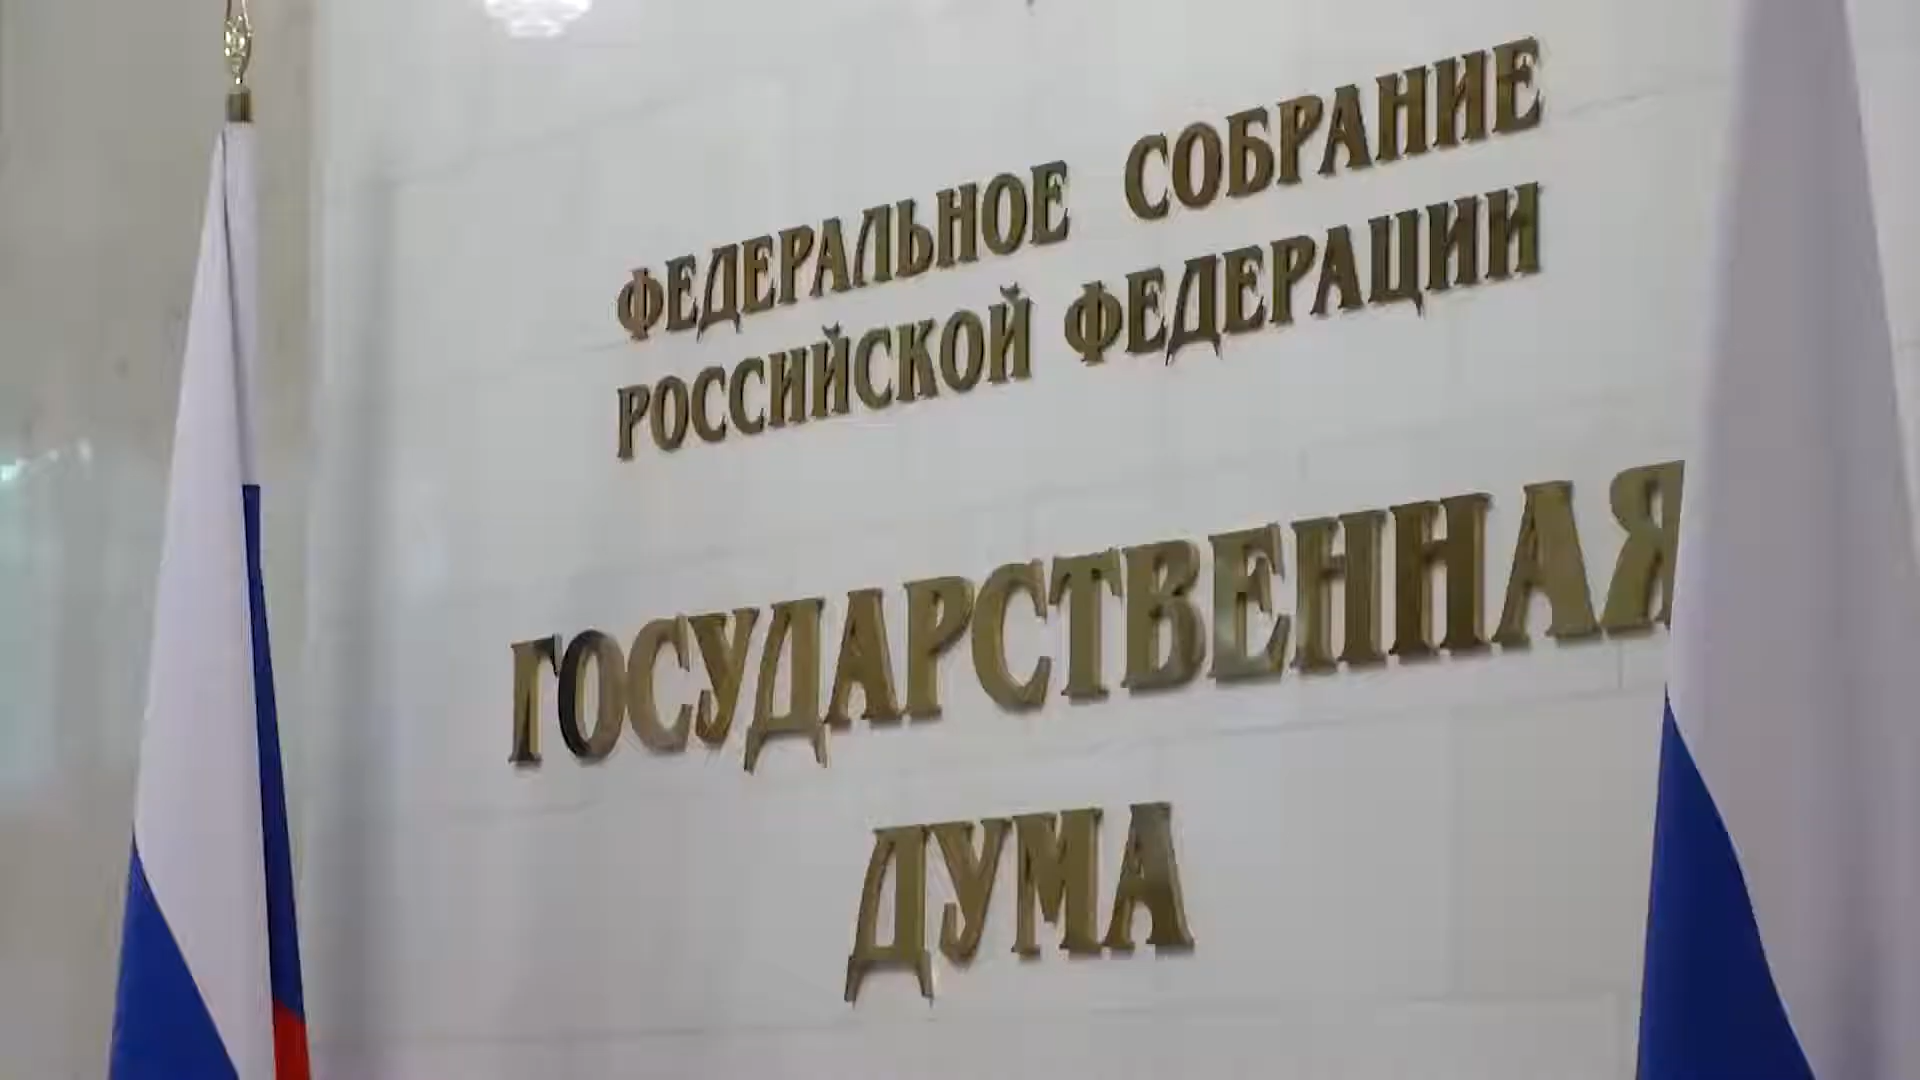 ФЕДЕРАЛЬНОЕ СОБРАНИЕ
РОССИЙСКОЙ ФЕДЕРАЦИИ
ГОСУДАРСТВЕННАЯ
ДУМА